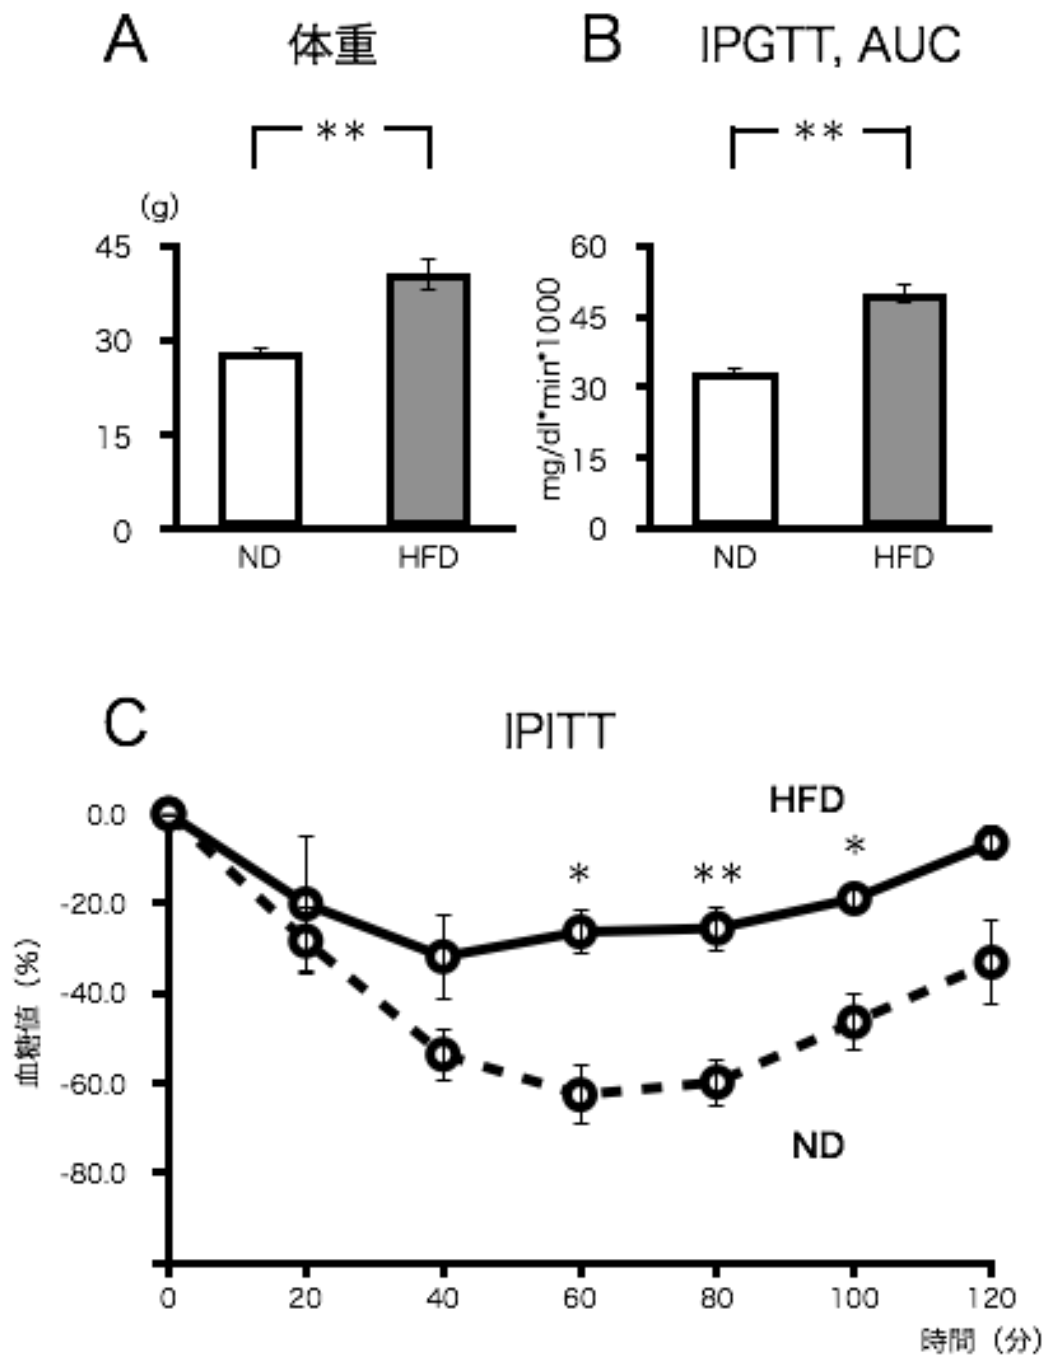 A 体重
**
(g)
45
30
15
0
ND HFD
B IPGTT, AUC
**
mg/dl*min*1000
60
45
30
15
0
ND HFD
C IPITT
HFD
* ** *
ND
血糖値（%）
0.0
-20.0
-40.0
-60.0
-80.0
0 20 40 60 80 100 120
時間（分）